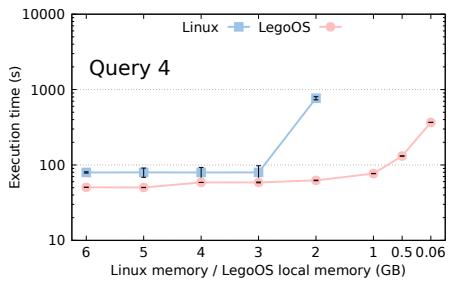 10000
Linux LegoOS
Query 4
1000
100
10
Execution time (s)
6 5 4 3 2 1 0.5 0.06
Linux memory / LegoOS local memory (GB)